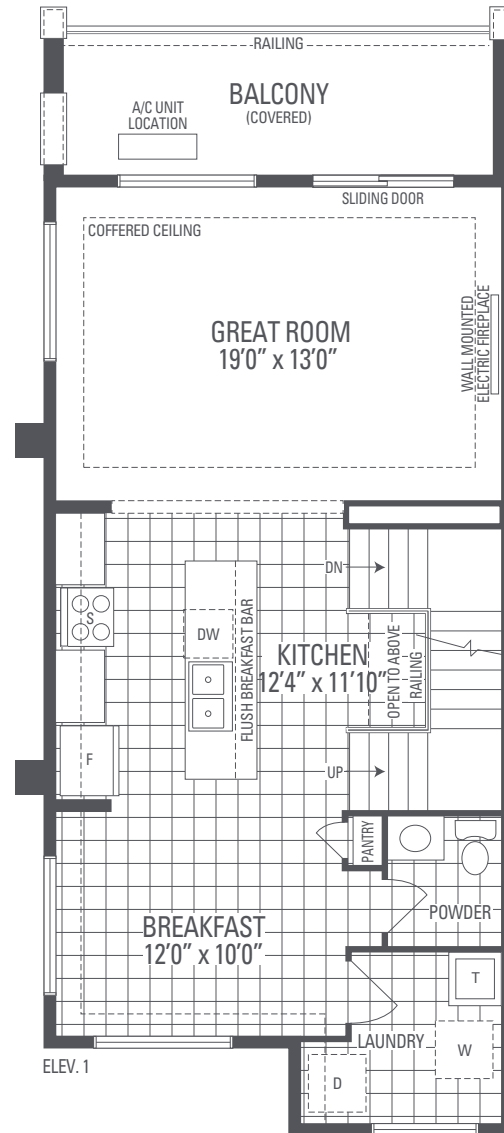 RAILING
BALCONY
(COVERED)
A/C UNIT
LOCATION
SLIDING DOOR
COFFERED CEILING
GREAT ROOM
19'0" x 13'0"
WALL MOUNTED
ELECTRIC FIREPLACE
DN
S
DW
FLUSH BREAKFAST BAR
KITCHEN
12'4" x 11'10"
OPEN TO ABOVE
RAILING
F
UP
PANTRY
POWDER
BREAKFAST
12'0" x 10'0"
T
LAUNDRY
W
D
ELEV. 1